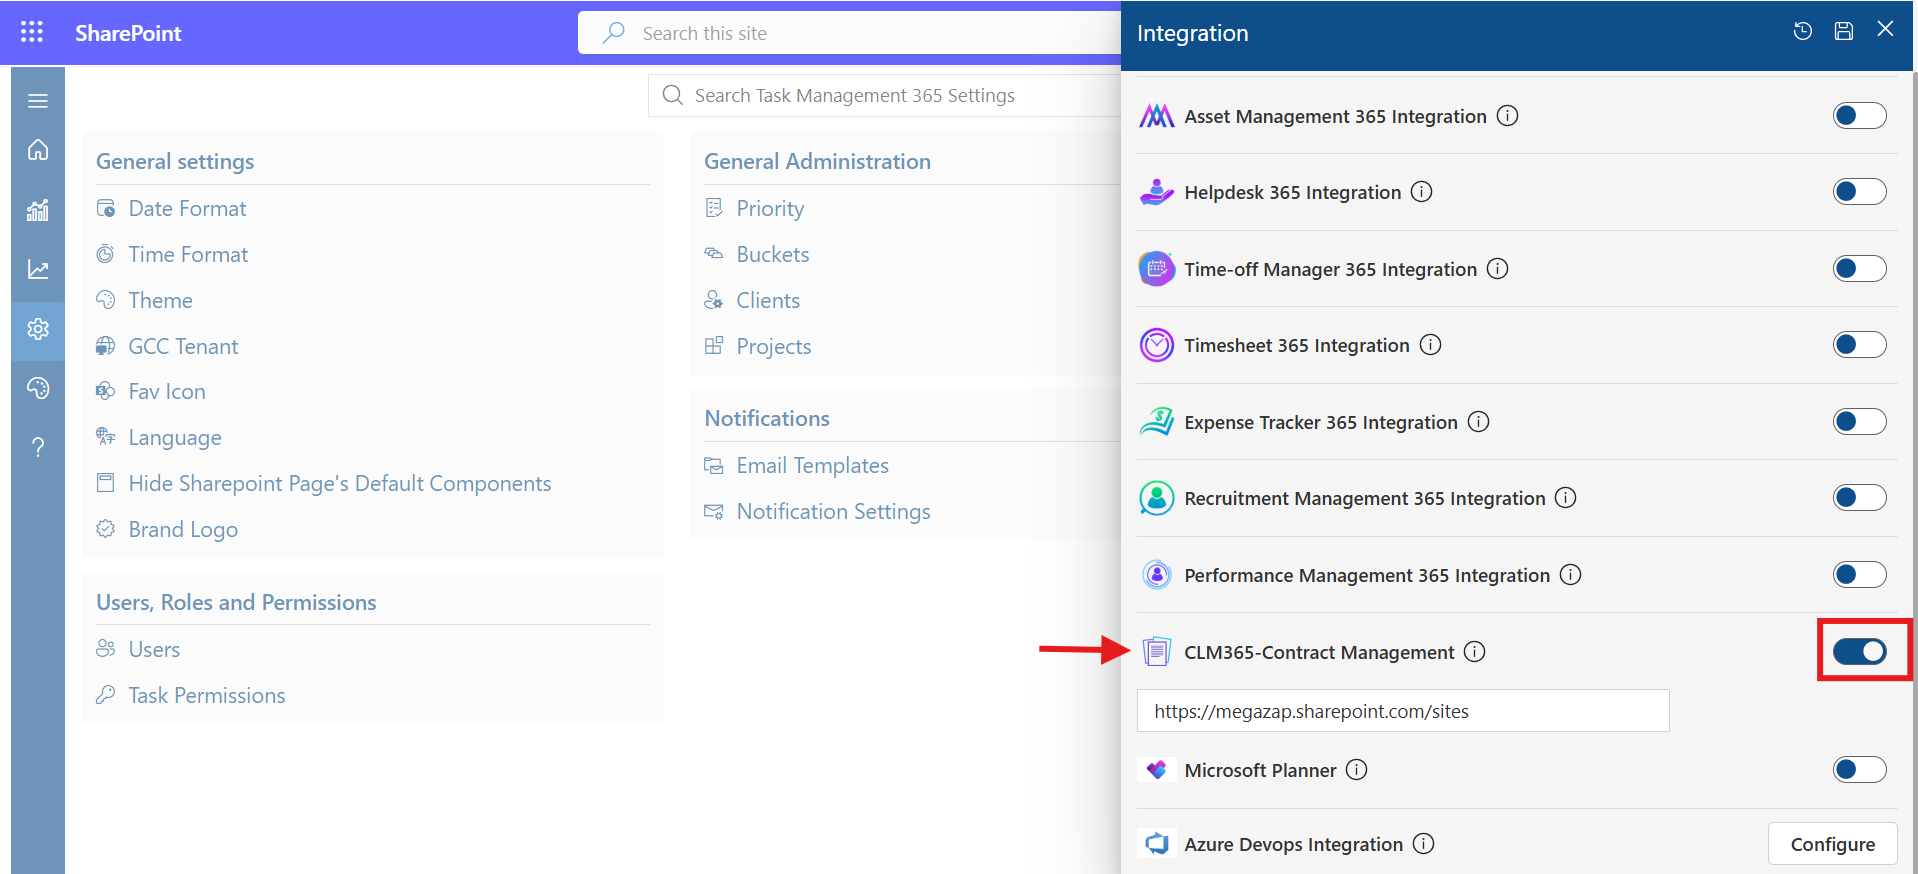 SharePoint
Search this site
Search Task Management 365 Settings
General settings
Date Format
Time Format
Theme
GCC Tenant
Fav Icon
Language
Hide Sharepoint Page's Default Components
Brand Logo
Users, Roles and Permissions
Users
Task Permissions
General Administration
Priority
Buckets
Clients
Projects
Notifications
Email Templates
Notification Settings
Integration
Asset Management 365 Integration
Helpdesk 365 Integration
Time-off Manager 365 Integration
Timesheet 365 Integration
Expense Tracker 365 Integration
Recruitment Management 365 Integration
Performance Management 365 Integration
CLM365-Contract Management
https://megazap.sharepoint.com/sites
Microsoft Planner
Azure Devops Integration
Configure